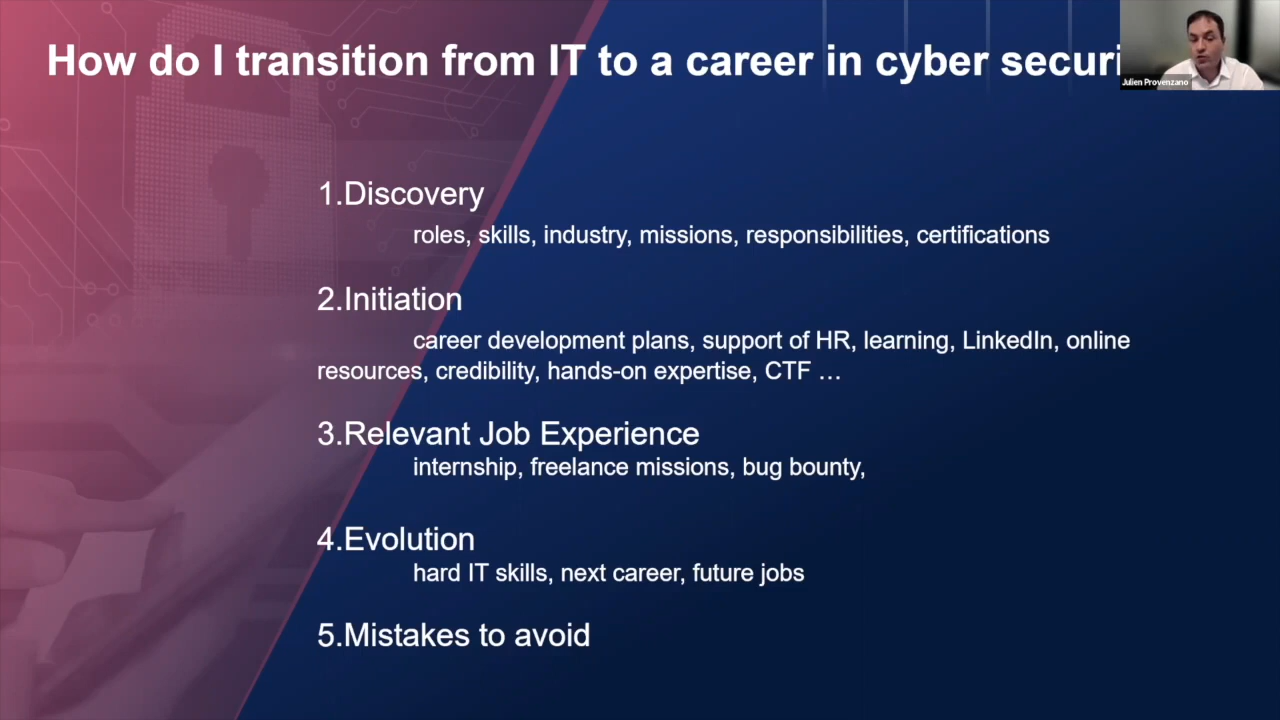 How do I transition from IT to a career in cyber securi
Julien Provenzano
1.Discovery
roles, skills, industry, missions, responsibilities, certifications
2.Initiation
career development plans, support of HR, learning, LinkedIn, online
resources, credibility, hands-on expertise, CTF …
3.Relevant Job Experience
internship, freelance missions, bug bounty,
4.Evolution
hard IT skills, next career, future jobs
5.Mistakes to avoid